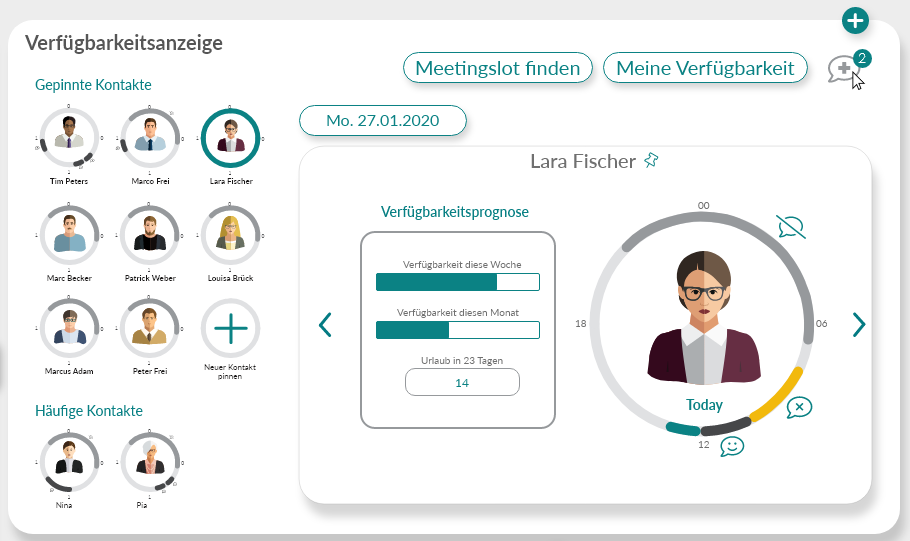 Verfügbarkeitsanzeige
2
Meetingslot finden
Meine Verfügbarkeit
Gepinnte Kontakte
Tim Peters
Marco Frei
Lara Fischer
Marc Becker
Patrick Weber
Louisa Brück
Marcus Adam
Peter Frei
Neuer Kontakt
pinnen
Häufige Kontakte
Nina
Pia
Mo. 27.01.2020
Lara Fischer
Verfügbarkeitsprognose
Verfügbarkeit diese Woche
Verfügbarkeit diesen Monat
Urlaub in 23 Tagen
14
00
18
06
Today
12